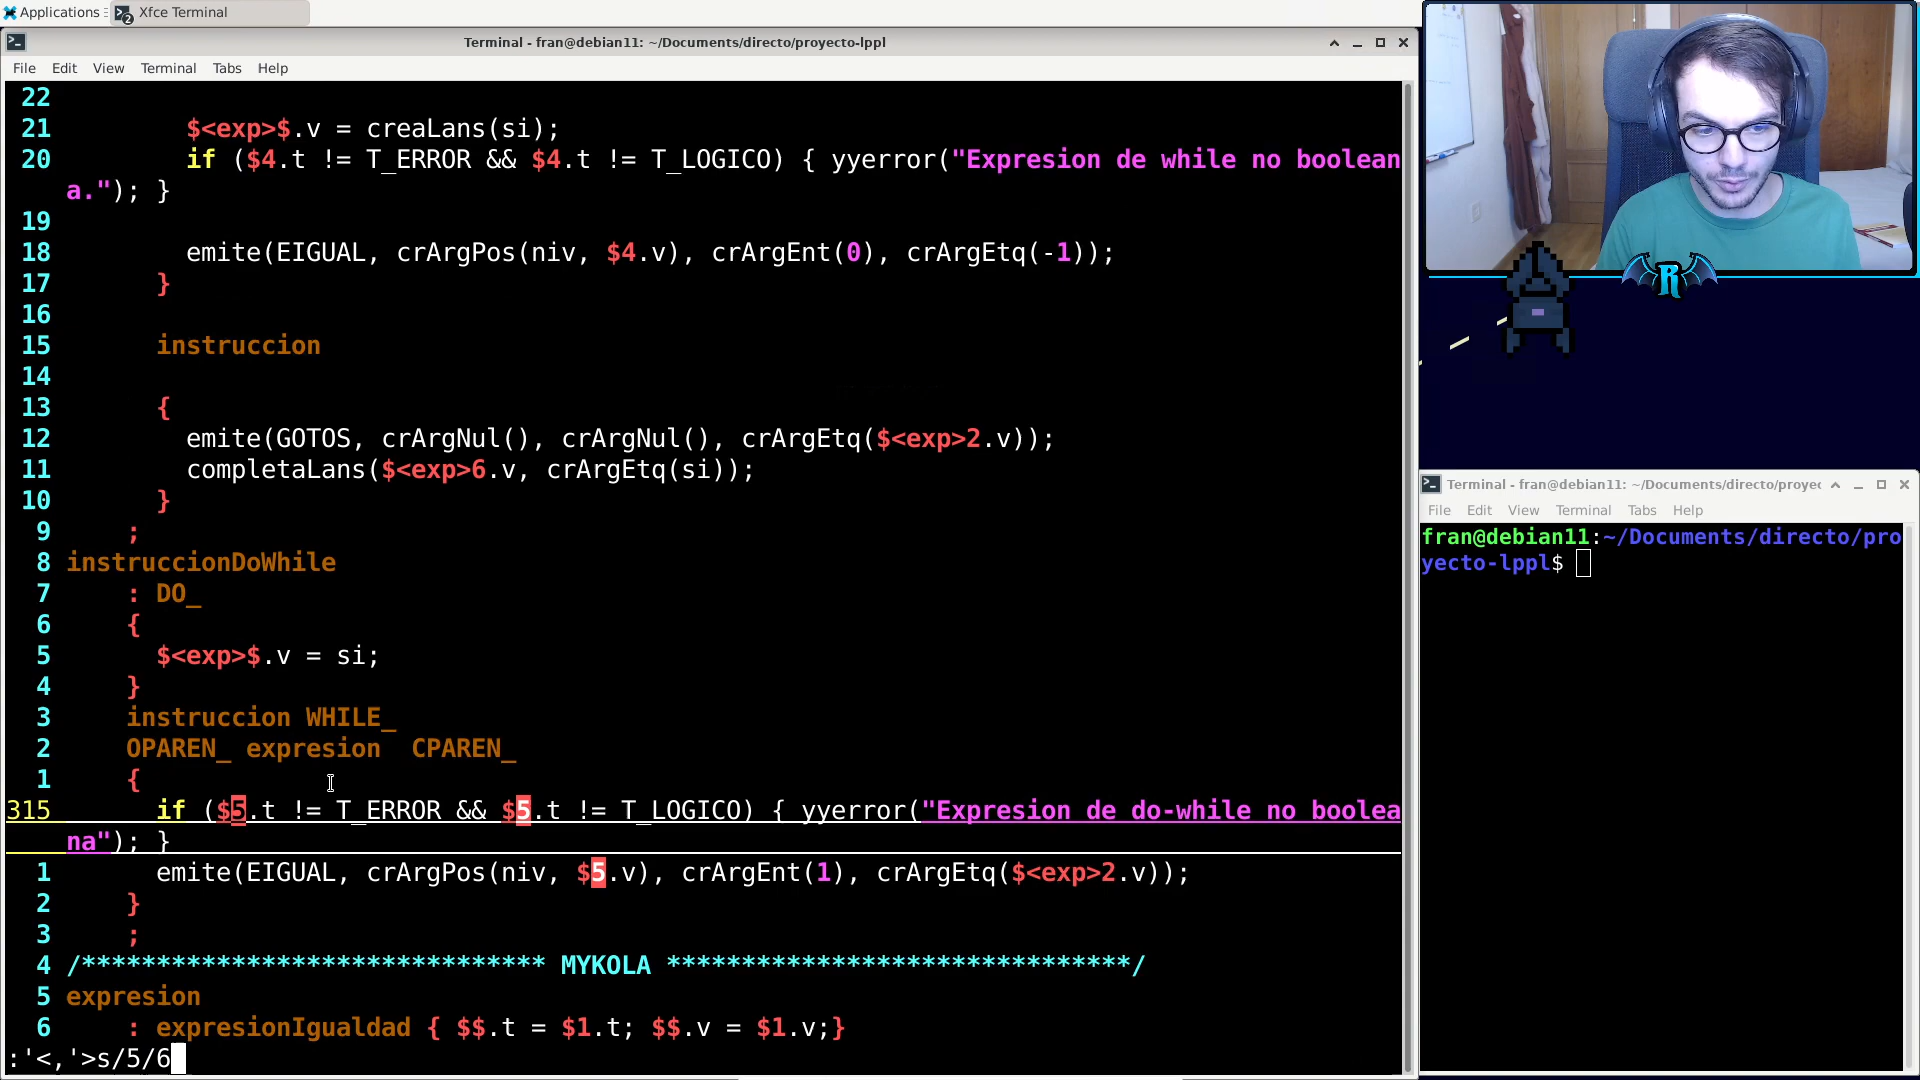 Applications
Xfce Terminal
Terminal - fran@debian11: ~/Documents/directo/proyecto-lppl
File Edit View Terminal Tabs Help
22
21 $<exp>$.v = creaLans(si);
20 if ($4.t != T_ERROR && $4.t != T_LOGICO) { yyerror("Expresion de while no boolean
a."); }
19
18 emite(EIGUAL, crArgPos(niv, $4.v), crArgEnt(0), crArgEtq(-1));
17 }
16
15 instruccion
14
13 {
12 emite(GOTOS, crArgNul(), crArgNul(), crArgEtq($<exp>2.v));
11 completaLans($<exp>6.v, crArgEtq(si));
10 }
9 ;
8 instruccionDoWhile
7 : DO_
6 {
5 $<exp>$.v = si;
4 }
3 instruccion WHILE_
2 OPAREN_ expresion CPAREN_
1 {
315 if ($5.t != T_ERROR && $5.t != T_LOGICO) { yyerror("Expresion de do-while no boolea
na"); }
1 emite(EIGUAL, crArgPos(niv, $5.v), crArgEnt(1), crArgEtq($<exp>2.v));
2 }
3 ;
4 /******************************* MYKOLA *******************************/
5 expresion
6 : expresionIgualdad { $$.t = $1.t; $$.v = $1.v;}
:'<,'>s/5/6
R
Terminal - fran@debian11: ~/Documents/directo/proyec
File Edit View Terminal Tabs Help
fran@debian11:~/Documents/directo/pro
yecto-lppl$